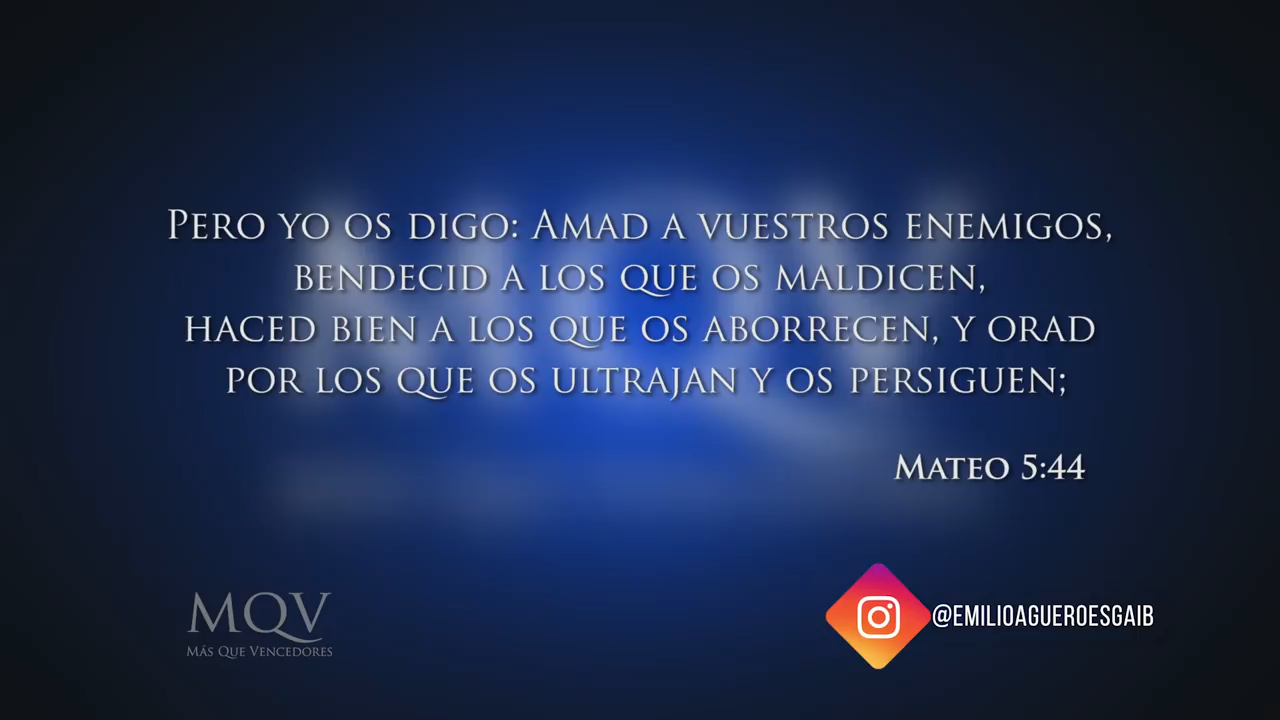 Pero yo os digo: Amad a vuestros enemigos,
bendecid a los que os maldicen,
haced bien a los que os aborrecen, y orad
por los que os ultrajan y os persiguen;
Mateo 5:44
MQV
Más Que Vencedores
@EMILIOAGUEROESGAIB